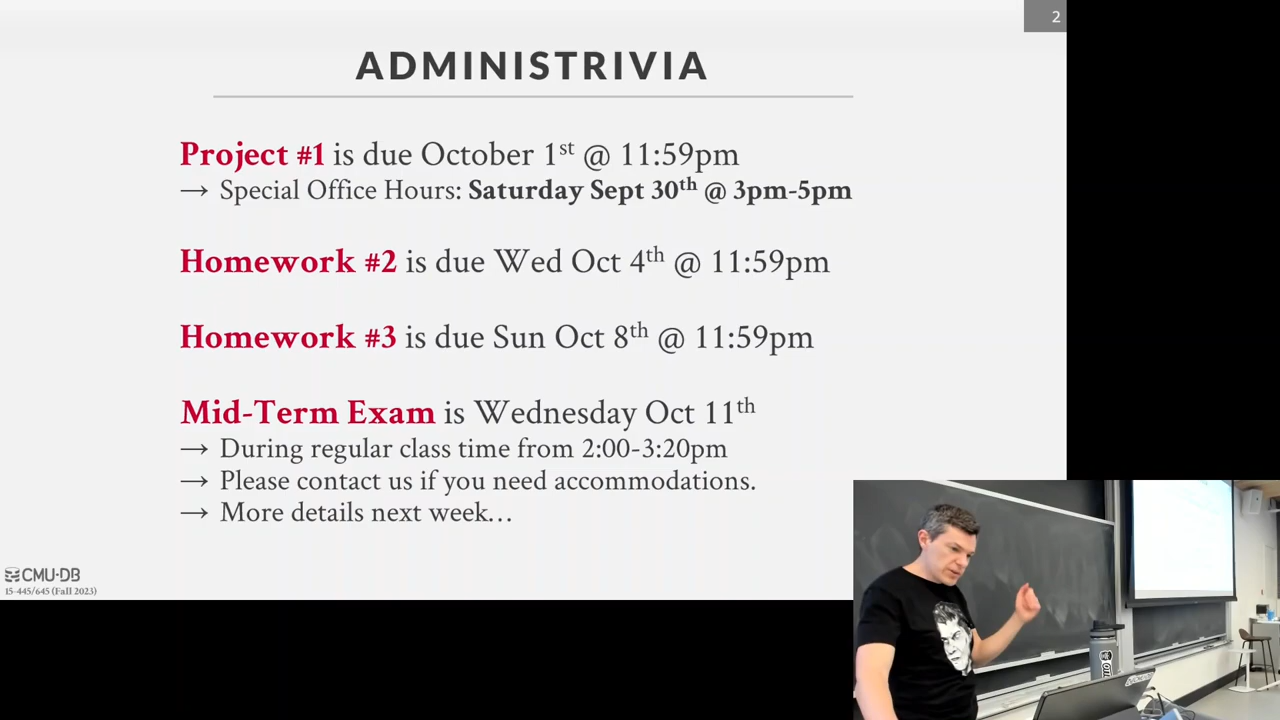 2
ADMINISTRIVIA
Project #1 is due October 1st @ 11:59pm
→ Special Office Hours: Saturday Sept 30th @ 3pm-5pm
Homework #2 is due Wed Oct 4th @ 11:59pm
Homework #3 is due Sun Oct 8th @ 11:59pm
Mid-Term Exam is Wednesday Oct 11th
→ During regular class time from 2:00-3:20pm
→ Please contact us if you need accommodations.
→ More details next week…
CMU·DB
15-445/645 (Fall 2023)